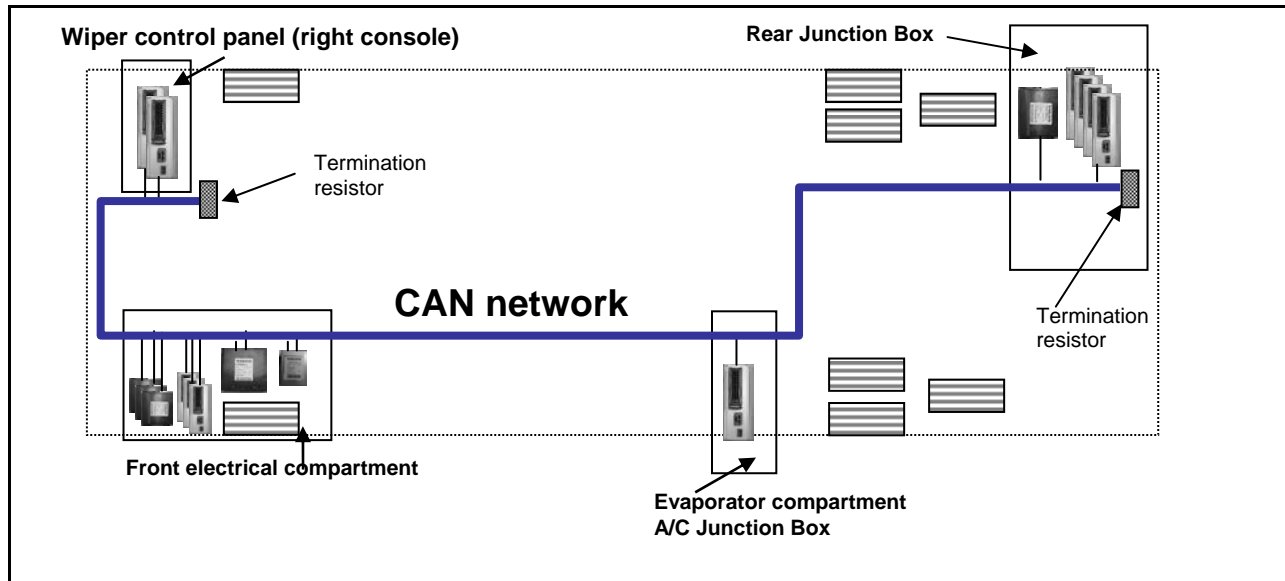 Wiper control panel (right console)
Rear Junction Box
Termination
resistor
CAN network
Termination
resistor
Front electrical compartment
Evaporator compartment
A/C Junction Box